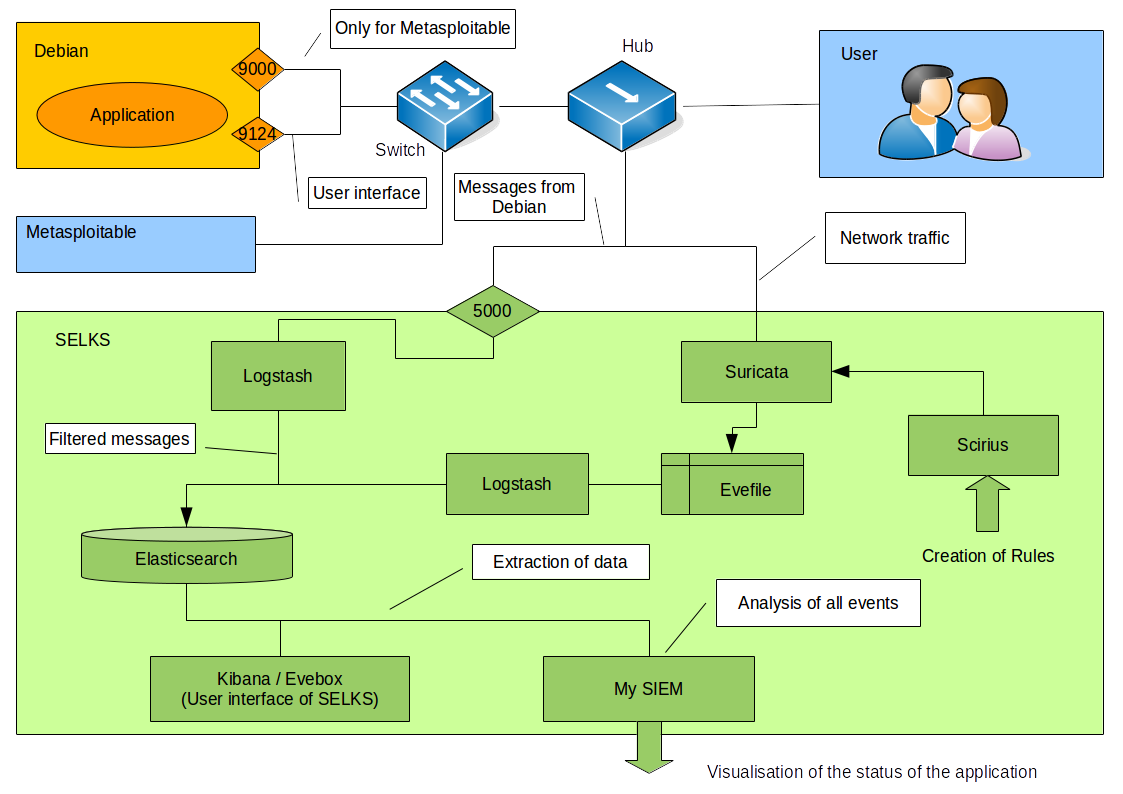 Only for Metasploitable
Hub
Debian
User
9000
Application
9124
Switch
User interface
Messages from
Debian
Metasploitable
Network traffic
5000
SELKS
Logstash
Suricata
Filtered messages
Scirius
Logstash
Evefile
Elasticsearch
Extraction of data
Creation of Rules
Analysis of all events
Kibana / Evebox
(User interface of SELKS)
My SIEM
Visualisation of the status of the application